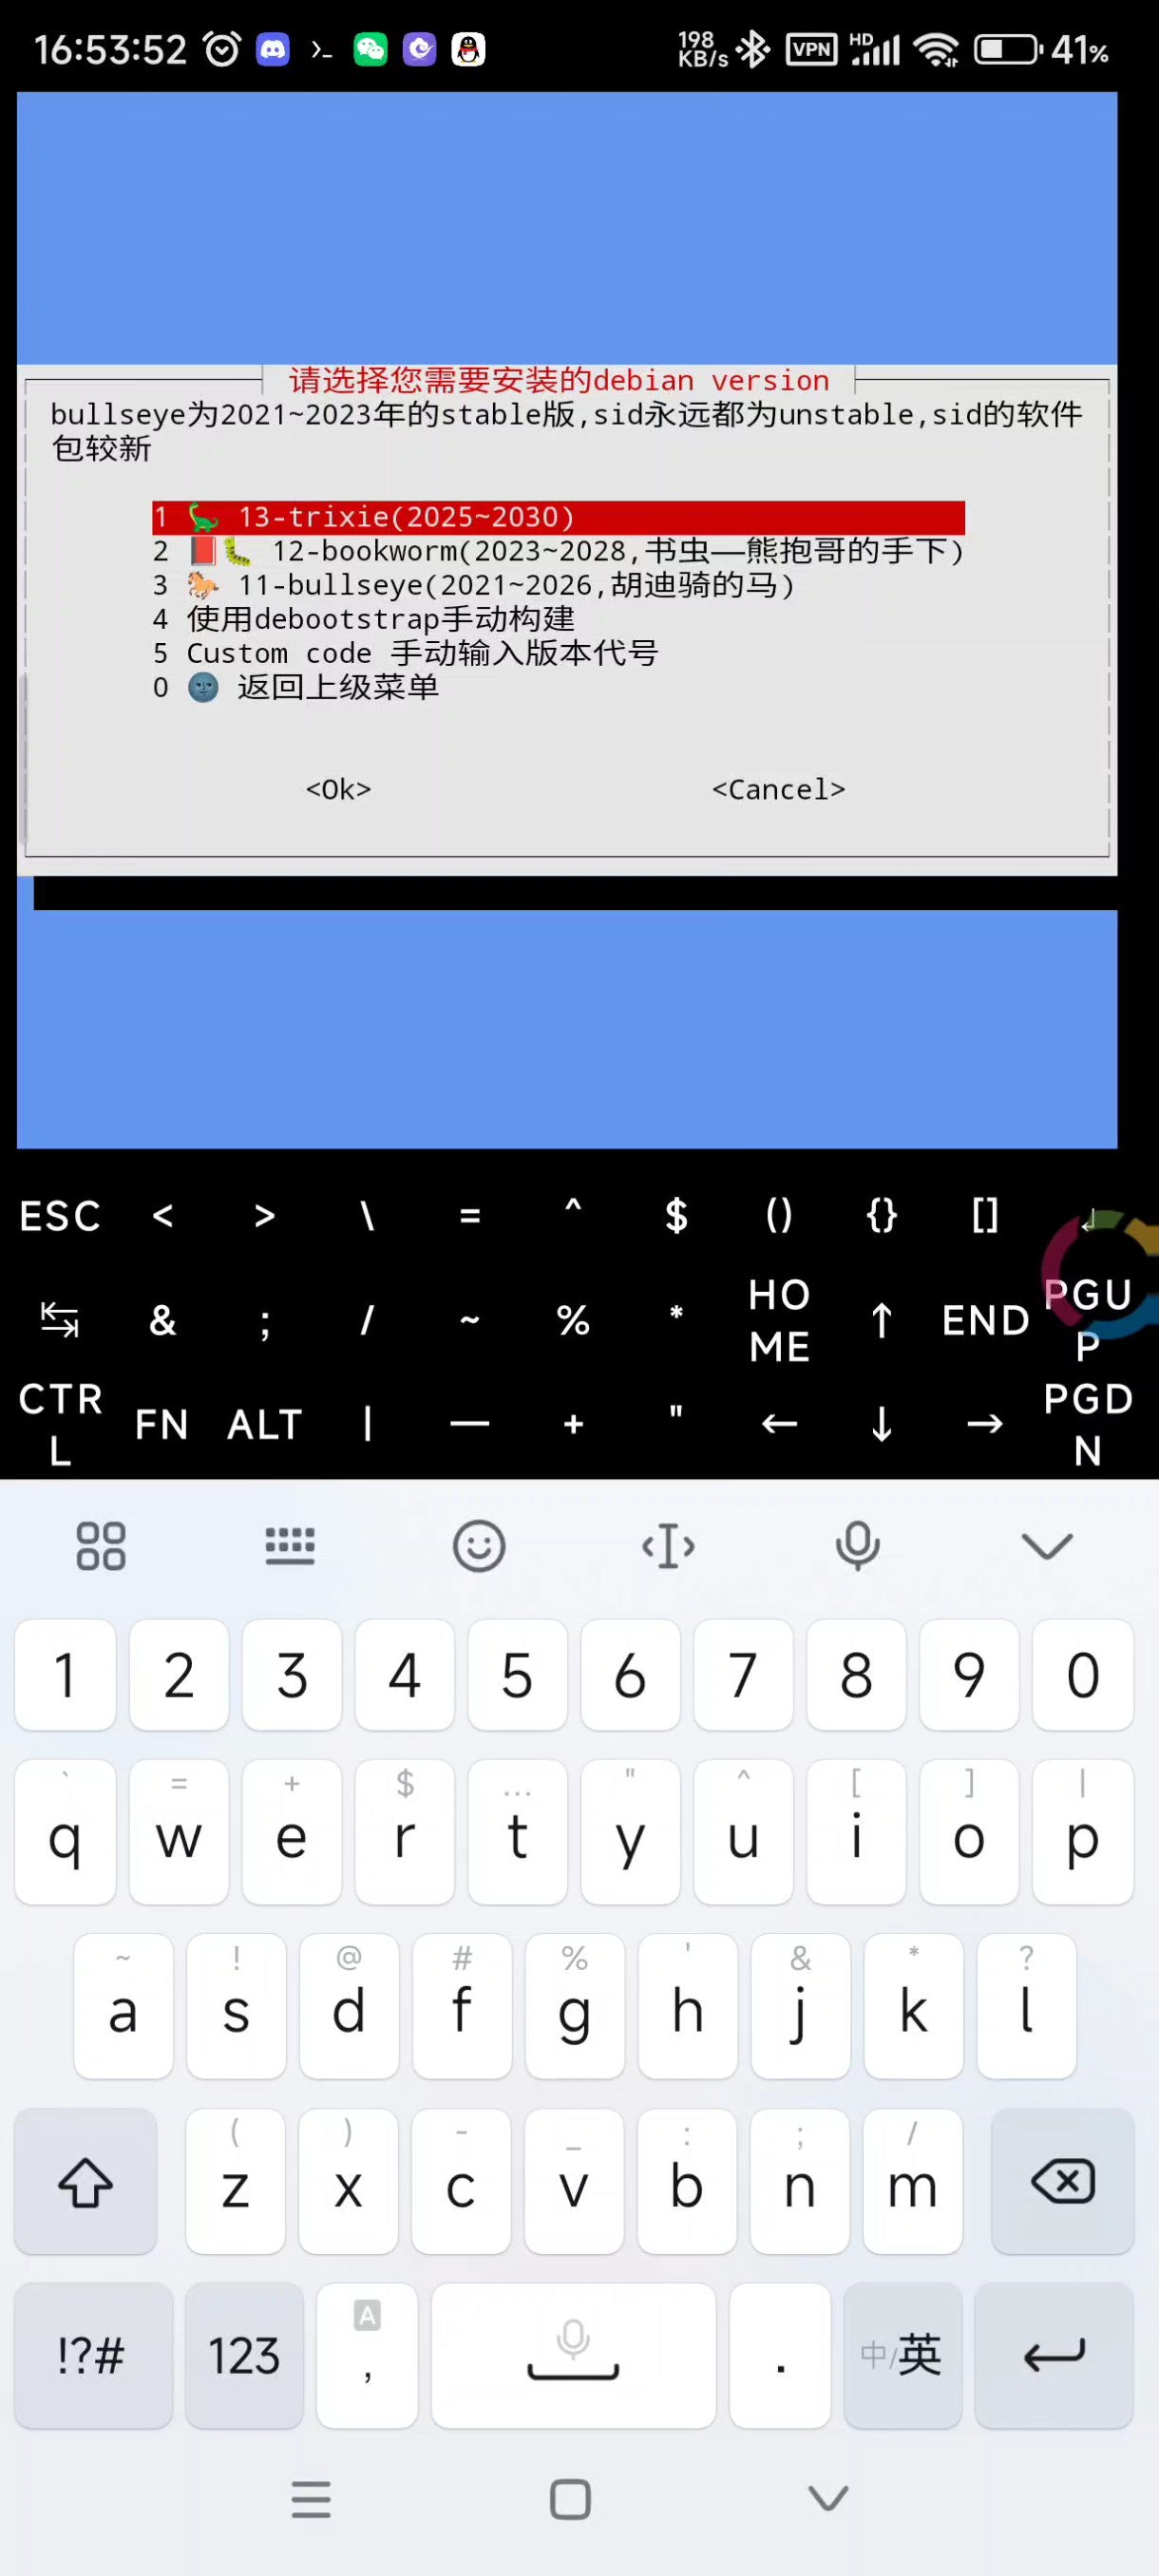 16:53:52 198 KB/s VPN HD 41%
请选择您需要安装的debian version
bullseye为2021~2023年的stable版,sid永远都为unstable,sid的软件
包较新
1 🦕 13-trixie(2025~2030)
2 📕🐛 12-bookworm(2023~2028,书虫—熊抱哥的手下)
3 🐎 11-bullseye(2021~2026,胡迪骑的马)
4 使用debootstrap手动构建
5 Custom code 手动输入版本代号
0 🌚 返回上级菜单
<Ok> <Cancel>
ESC < > \ = ^ $ () {} [] ↲
↹ & ; / ~ % * HOME ↑ END PGUP
CTRL FN ALT | — + " ← ↓ → PGDN
1 2 3 4 5 6 7 8 9 0
` = + $ ... " ^ [ ] |
q w e r t y u i o p
~ ! @ # % ' & * ?
a s d f g h j k l
( ) - _ : ; /
z x c v b n m
!?# 123 A , . 中/英